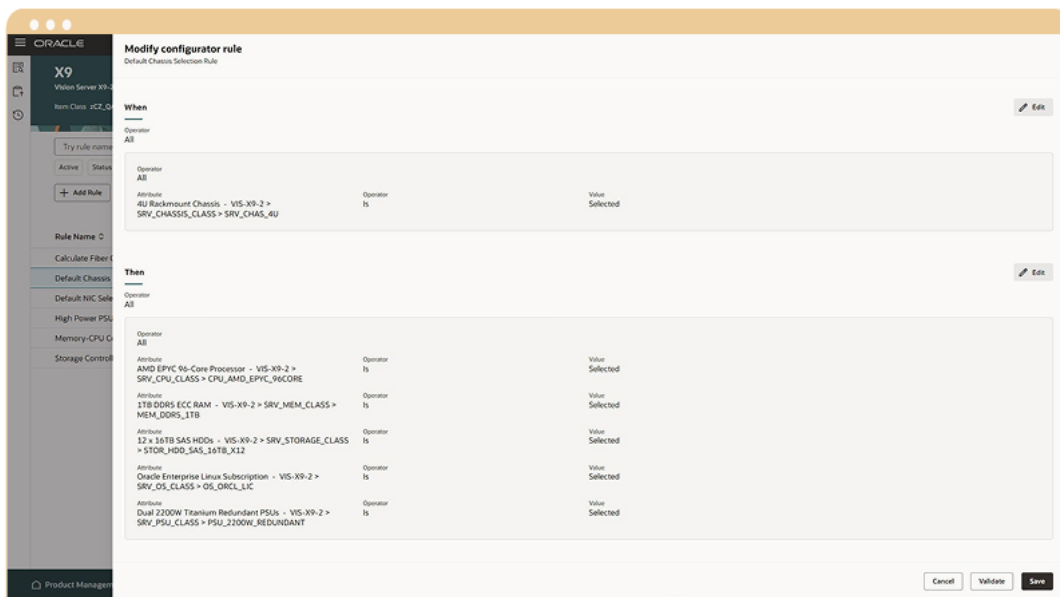 ORACLE
Modify configurator rule
Default Chassis Selection Rule
X9
Vision Server X9-2
Item Class
When
Edit
Operator
All
Try rule name
Active Status
Operator
All
+ Add Rule
Attribute Operator Value
4U Rackmount Chassis - VIS-X9-2 > Is Selected
SRV_CHASSIS_CLASS > SRV_CHAS_4U
Rule Name
Calculate Fiber
Default Chassis
Default NIC Sele
High Power PSU
Memory-CPU
Storage Controll
Then
Edit
Operator
All
Operator
All
Attribute Operator Value
AMD EPYC 96-Core Processor - VIS-X9-2 > Is Selected
SRV_CPU_CLASS > CPU_AMD_EPYC_96CORE
Attribute Operator Value
1TB DDR5 ECC RAM - VIS-X9-2 > SRV_MEM_CLASS > Is Selected
MEM_DDR5_1TB
Attribute Operator Value
12 x 16TB SAS HDDs - VIS-X9-2 > SRV_STORAGE_CLASS Is Selected
> STOR_HDD_SAS_16TB_X12
Attribute Operator Value
Oracle Enterprise Linux Subscription - VIS-X9-2 > Is Selected
SRV_OS_CLASS > OS_ORCL_LIC
Attribute Operator Value
Dual 2200W Titanium Redundant PSUs - VIS-X9-2 > Is Selected
SRV_PSU_CLASS > PSU_2200W_REDUNDANT
Product Managem
Cancel Validate Save